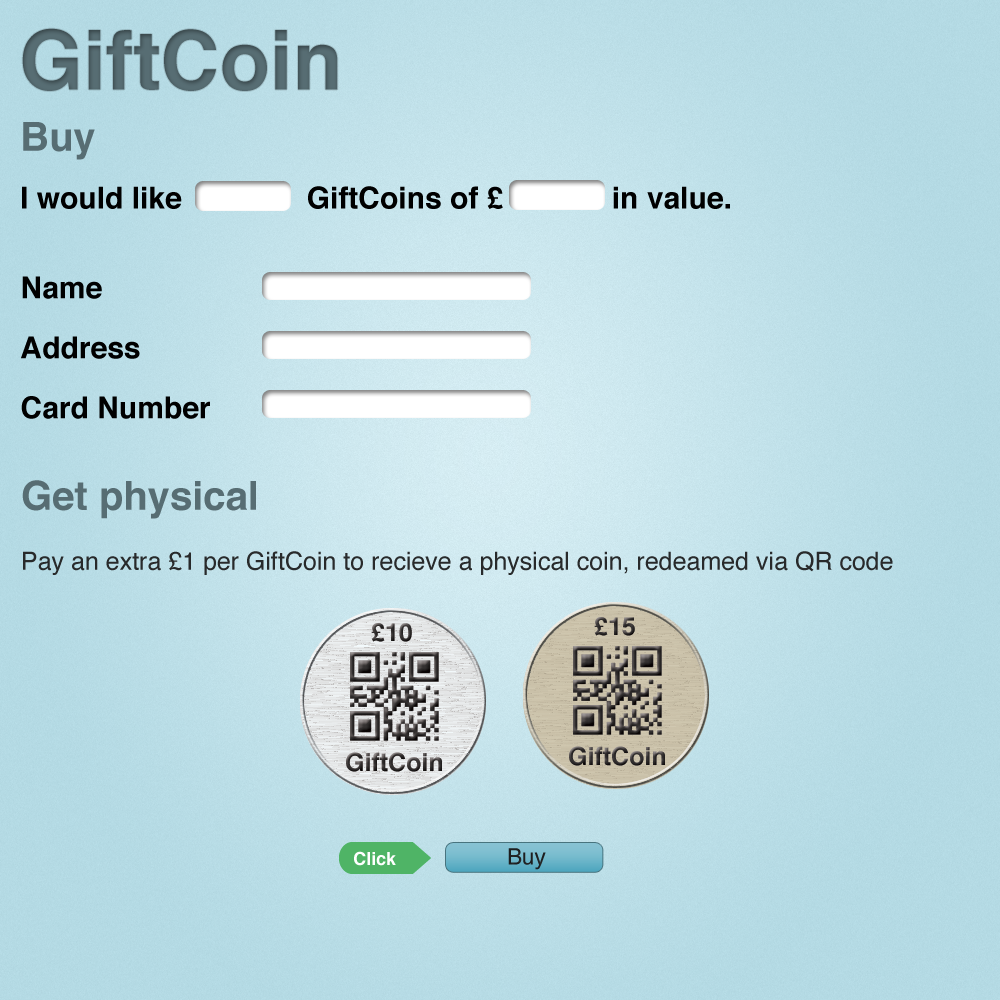 GiftCoin
Buy
I would like GiftCoins of £ in value.
Name
Address
Card Number
Get physical
Pay an extra £1 per GiftCoin to recieve a physical coin, redeamed via QR code
£10
GiftCoin
£15
GiftCoin
Click
Buy